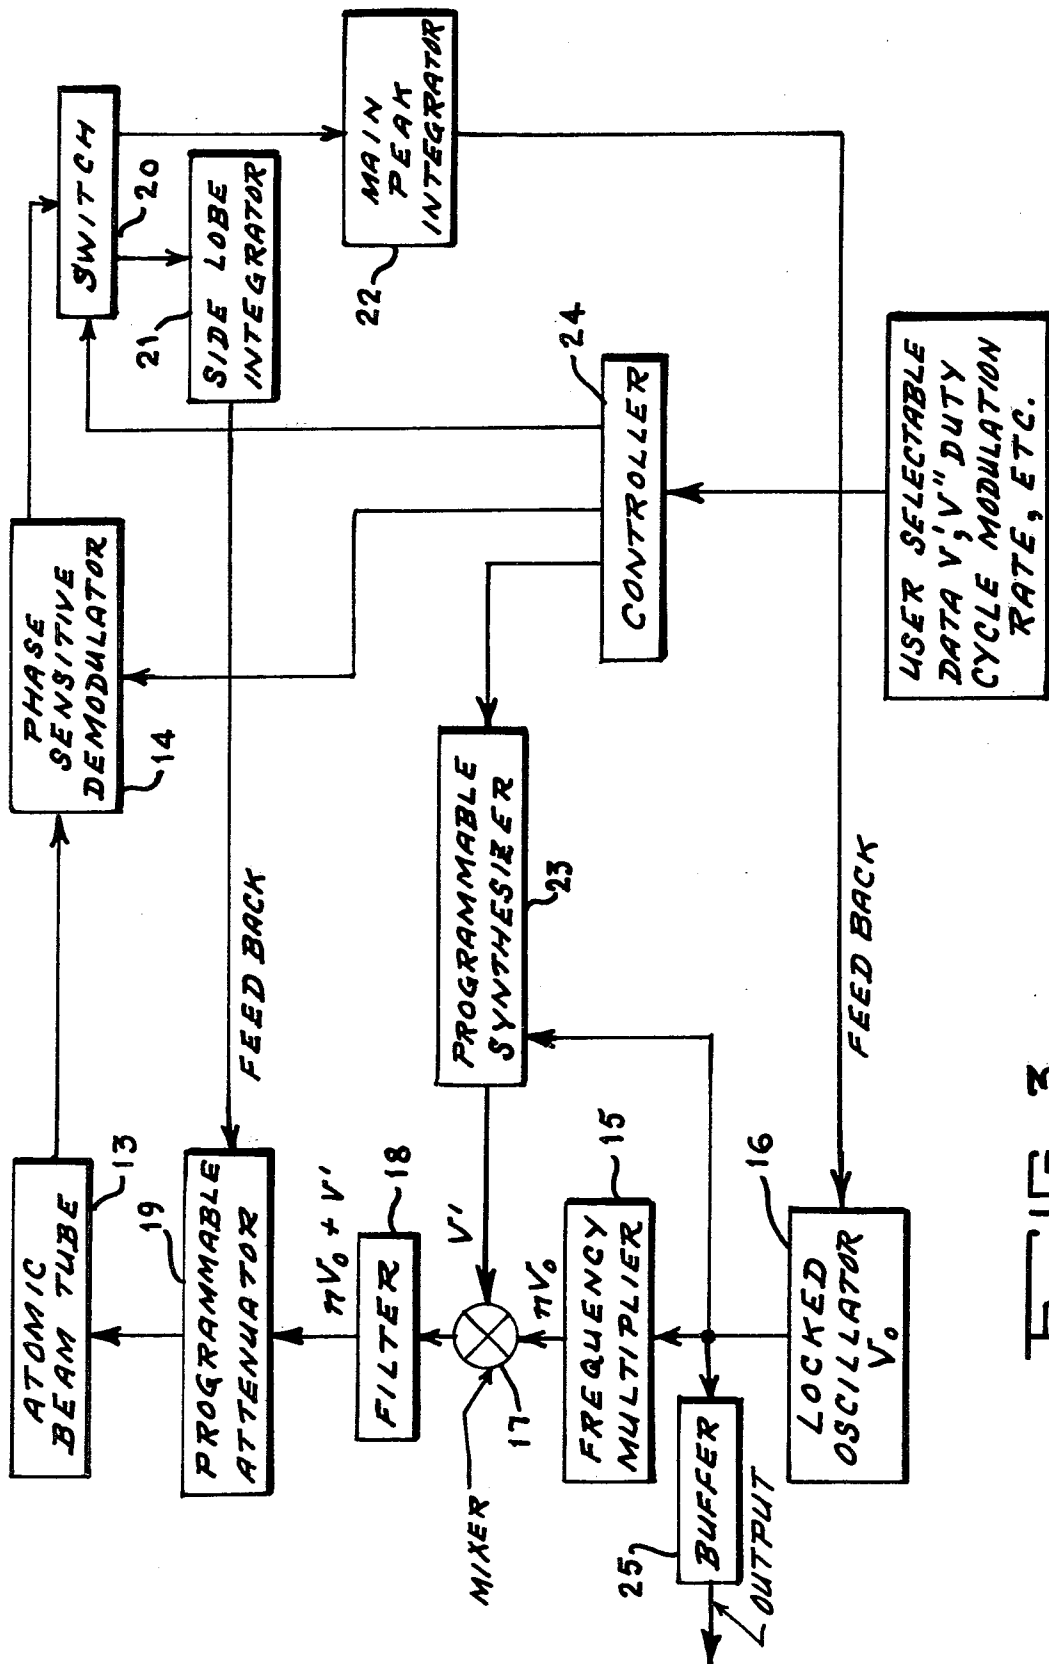 ATOMIC
BEAM TUBE
13
PHASE
SENSITIVE
DEMODULATOR
14
SWITCH
20
PROGRAMMABLE
ATTENUATOR
19
FEED BACK
SIDE LOBE
INTEGRATOR
21
nV₀ + V'
FILTER
18
MAIN
PEAK
INTEGRATOR
22
MIXER
17
V'
PROGRAMMABLE
SYNTHESIZER
23
nV₀
FREQUENCY
MULTIPLIER
15
CONTROLLER
24
BUFFER
25
OUTPUT
LOCKED
OSCILLATOR
V₀
16
FEED BACK
USER SELECTABLE
DATA V', V" DUTY
CYCLE MODULATION
RATE, ETC.